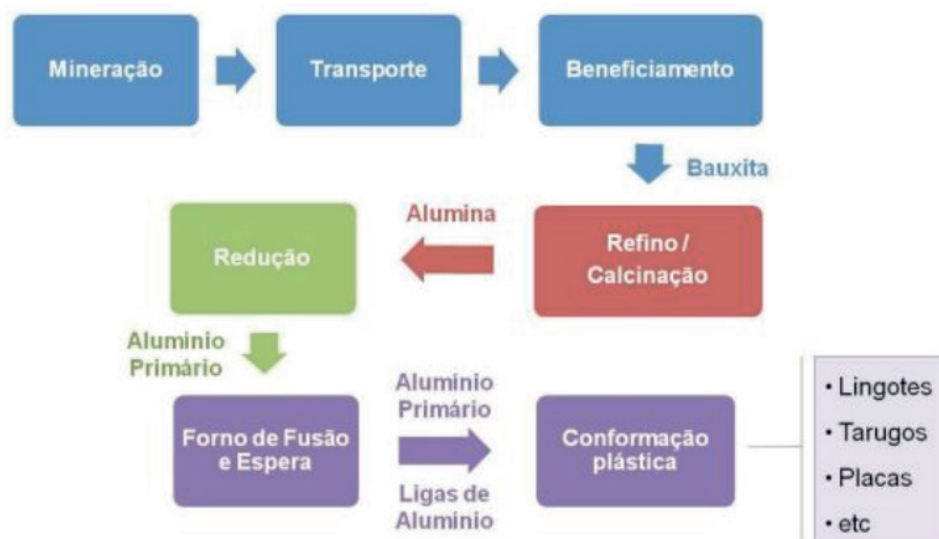 Mineração
Transporte
Beneficiamento
Bauxita
Alumina
Redução
Refino /
Calcinação
Alumínio
Primário
Alumínio
Primário
Forno de Fusão
e Espera
Conformação
plástica
Ligas de
Alumínio
• Lingotes
• Tarugos
• Placas
• etc